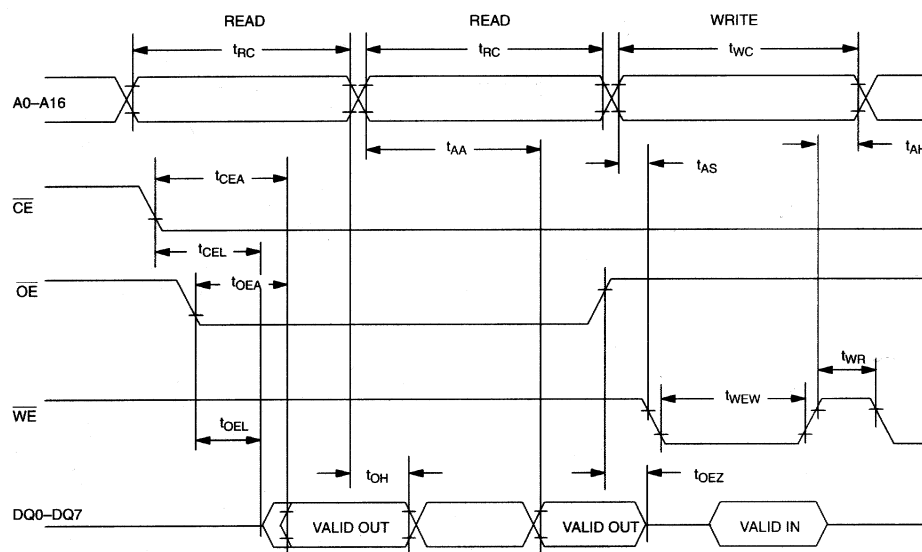 READ READ WRITE
tRC tRC tWC
A0–A16
tAA tAS tAH
tCEA
CE
tCEL
OE tOEA
tWR
WE tWEW
tOEL
tOH tOEZ
DQ0–DQ7 VALID OUT VALID OUT VALID IN